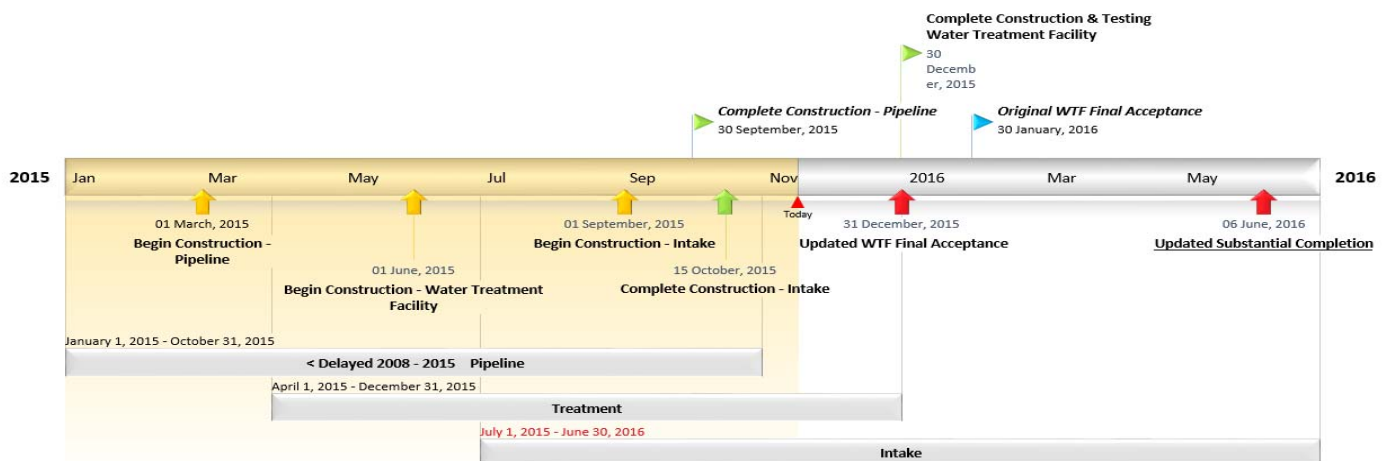 Complete Construction & Testing
Water Treatment Facility
30
Decemb
er, 2015
Complete Construction - Pipeline
30 September, 2015
Original WTF Final Acceptance
30 January, 2016
2015 Jan Mar May Jul Sep Nov 2016 Mar May 2016
Today
01 March, 2015
Begin Construction -
Pipeline
01 June, 2015
Begin Construction - Water Treatment
Facility
01 September, 2015
Begin Construction - Intake
15 October, 2015
Complete Construction - Intake
31 December, 2015
Updated WTF Final Acceptance
06 June, 2016
Updated Substantial Completion
January 1, 2015 - October 31, 2015
< Delayed 2008 - 2015 Pipeline
April 1, 2015 - December 31, 2015
Treatment
July 1, 2015 - June 30, 2016
Intake